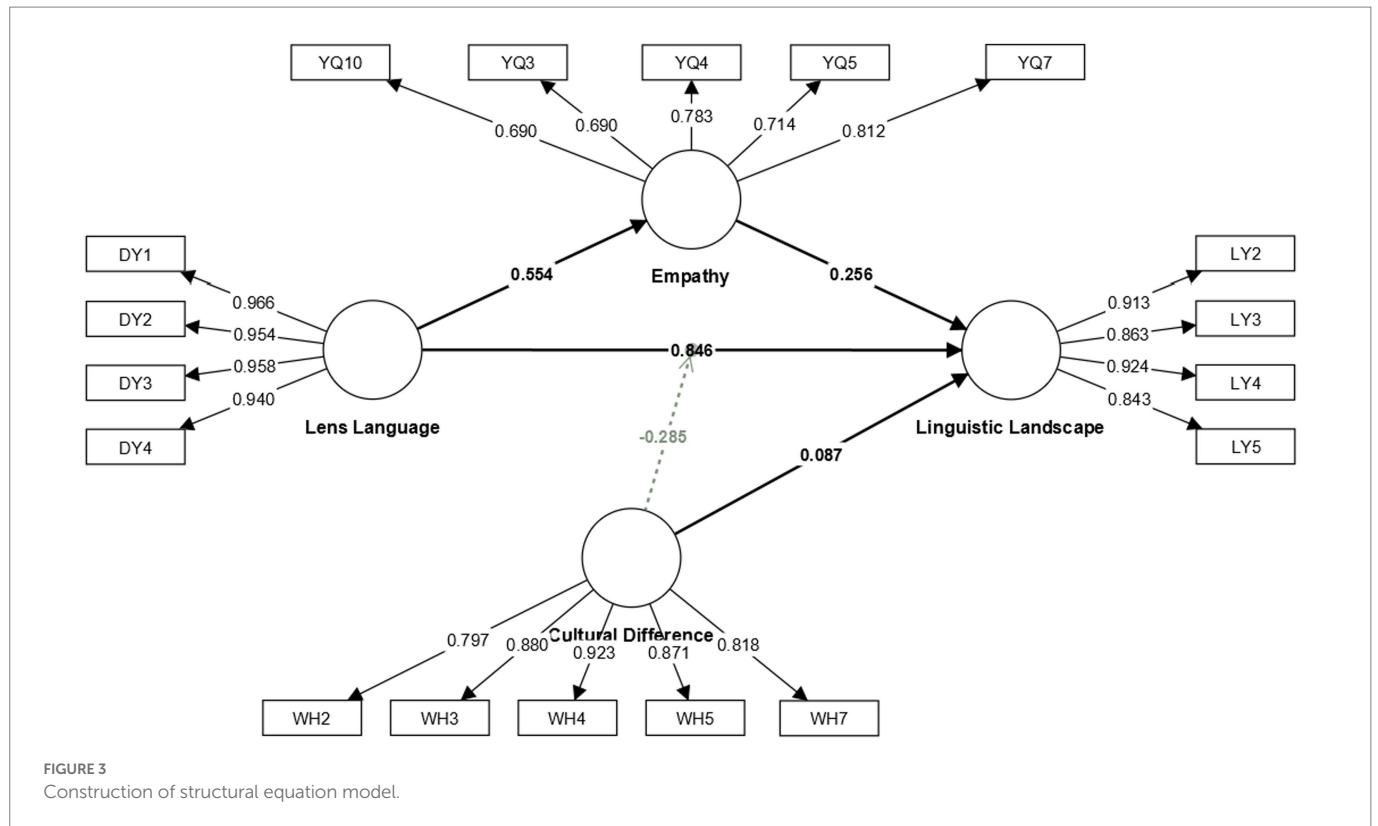 YQ10 YQ3 YQ4 YQ5 YQ7
0.690 0.690 0.783 0.714 0.812
Empathy
DY1
DY2
DY3
DY4
0.966
0.954
0.958
0.940
Lens Language
0.554
0.256
0.846
-0.285
0.087
LY2
LY3
LY4
LY5
0.913
0.863
0.924
0.843
Linguistic Landscape
Cultural Difference
0.797 0.880 0.923 0.871 0.818
WH2 WH3 WH4 WH5 WH7
FIGURE 3
Construction of structural equation model.